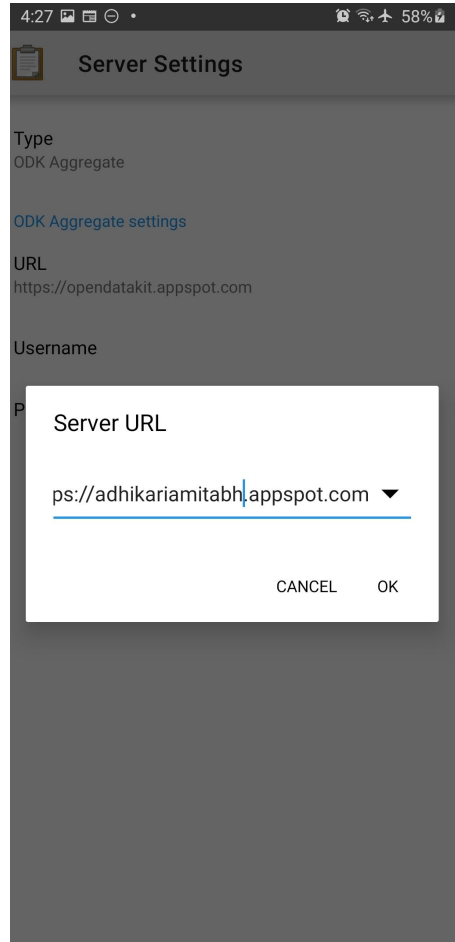 4:27
58%
Server Settings
Type
ODK Aggregate
ODK Aggregate settings
URL
https://opendatakit.appspot.com
Username
P
Server URL
ps://adhikariamitabh.appspot.com
CANCEL OK